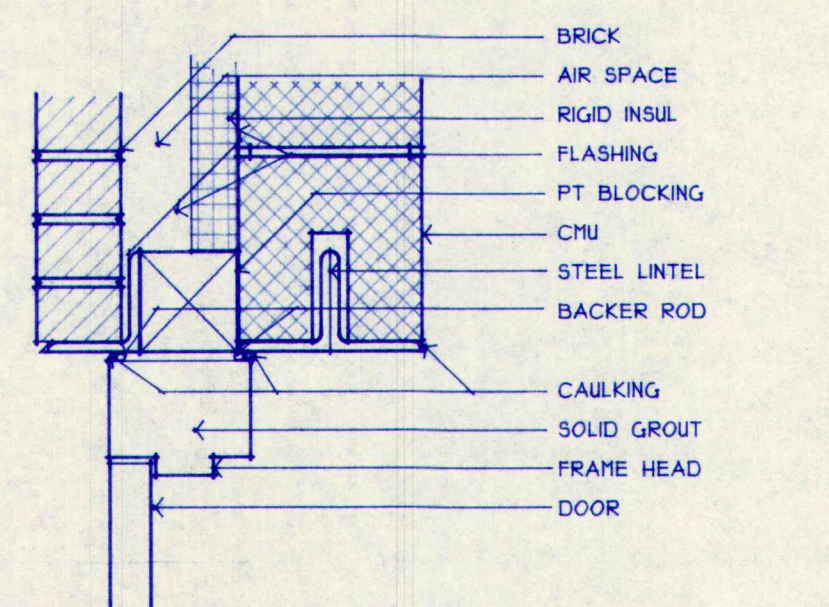 BRICK
AIR SPACE
RIGID INSUL
FLASHING
PT BLOCKING
CMU
STEEL LINTEL
BACKER ROD
CAULKING
SOLID GROUT
FRAME HEAD
DOOR